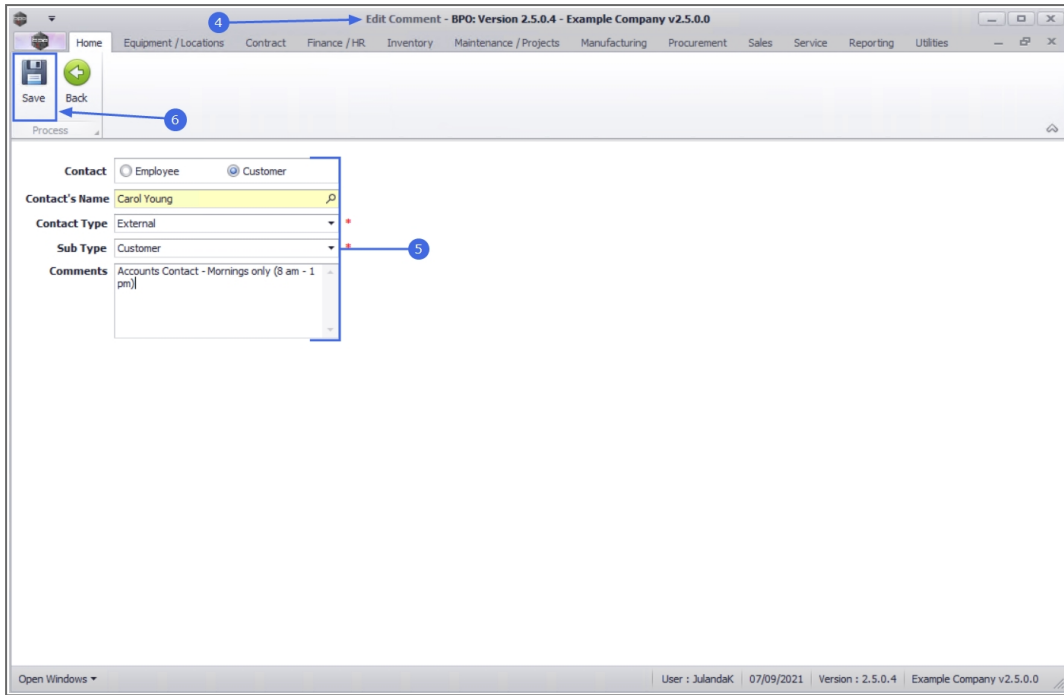 4
Edit Comment - BPO: Version 2.5.0.4 - Example Company v2.5.0.0
Home Equipment / Locations Contract Finance / HR Inventory Maintenance / Projects Manufacturing Procurement Sales Service Reporting Utilities
Save Back
6
Process
Contact Employee Customer
Contact's Name Carol Young
Contact Type External *
Sub Type Customer *
5
Comments Accounts Contact - Mornings only (8 am - 1
pm)
Open Windows User : JulandaK 07/09/2021 Version : 2.5.0.4 Example Company v2.5.0.0